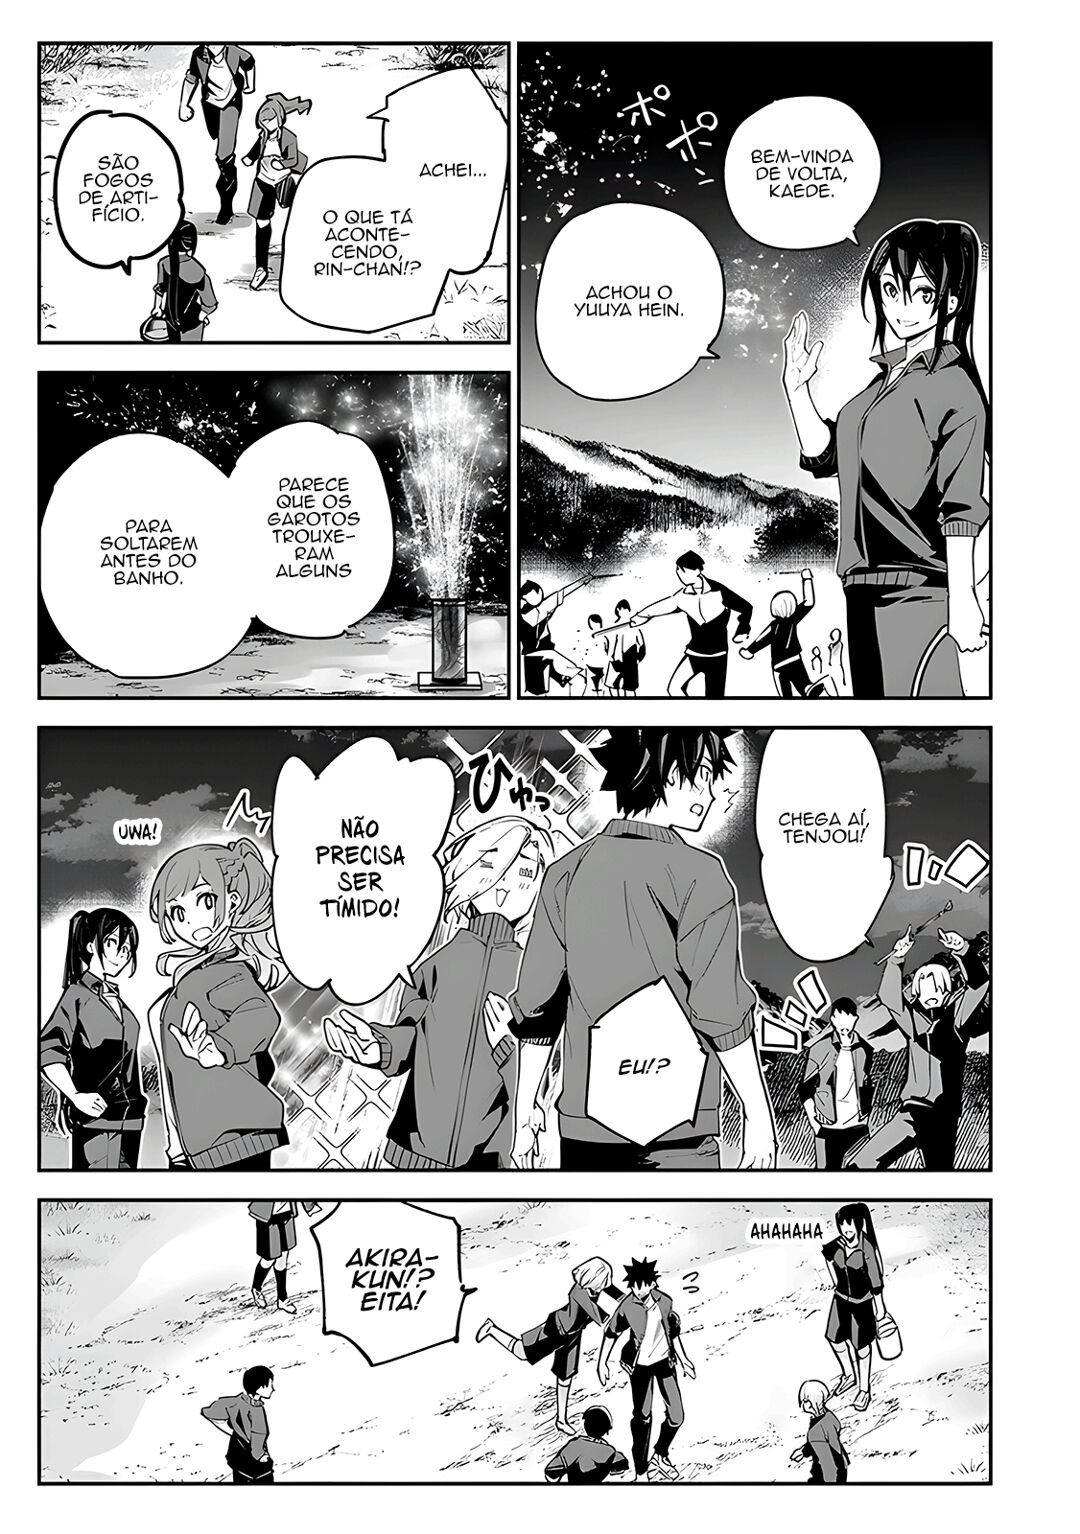 ポ
ポ
BEM-VINDA
DE VOLTA,
KAEDE.
ACHOU O
YUUYA HEIN.
ACHEI...
O QUE TÁ
ACONTE-
CENDO,
RIN-CHAN!?
SÃO
FOGOS
DE ARTI-
FÍCIO.
PARECE
QUE OS
GAROTOS
TROUXE-
RAM
ALGUNS
PARA
SOLTAREM
ANTES DO
BANHO.
CHEGA AÍ,
TENJOU!
EU!?
ひゅっ
NÃO
PRECISA
SER
TÍMIDO!
UWA!
AHAHAHA
AKIRA-
KUN!?
EITA!